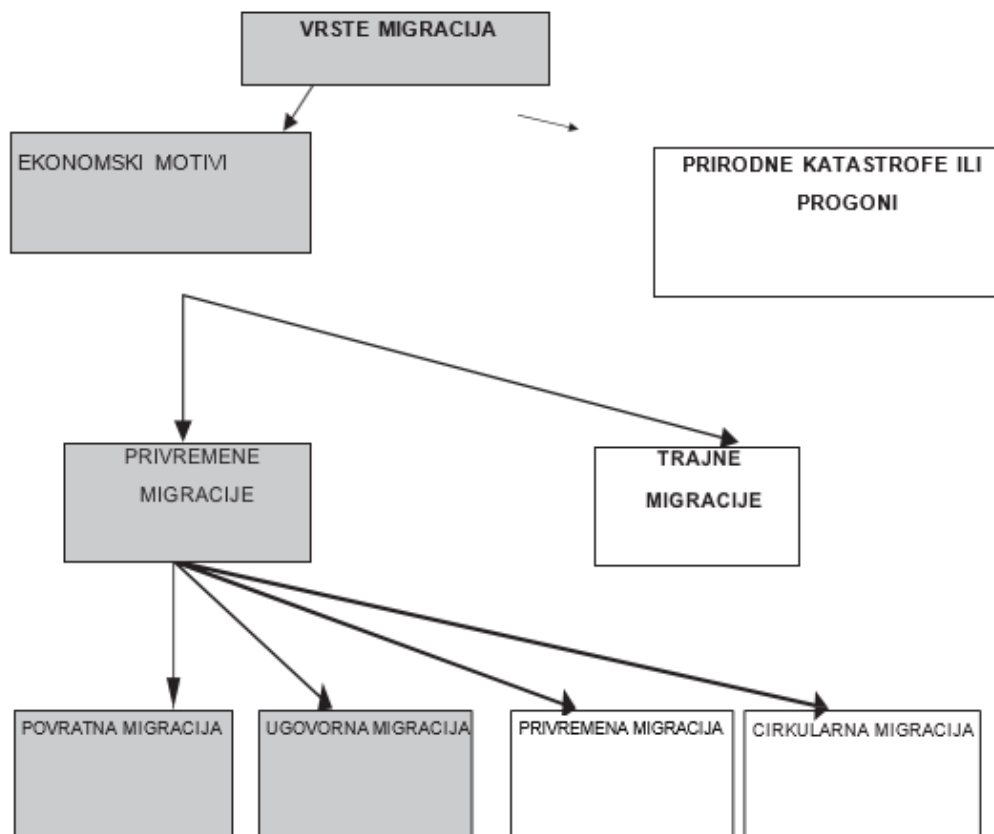 VRSTE MIGRACIJA
EKONOMSKI MOTIVI
PRIRODNE KATASTROFE ILI
PROGONI
PRIVREMENE
MIGRACIJE
TRAJNE
MIGRACIJE
POVRATNA MIGRACIJA
UGOVORNA MIGRACIJA
PRIVREMENA MIGRACIJA
CIRKULARNA MIGRACIJA